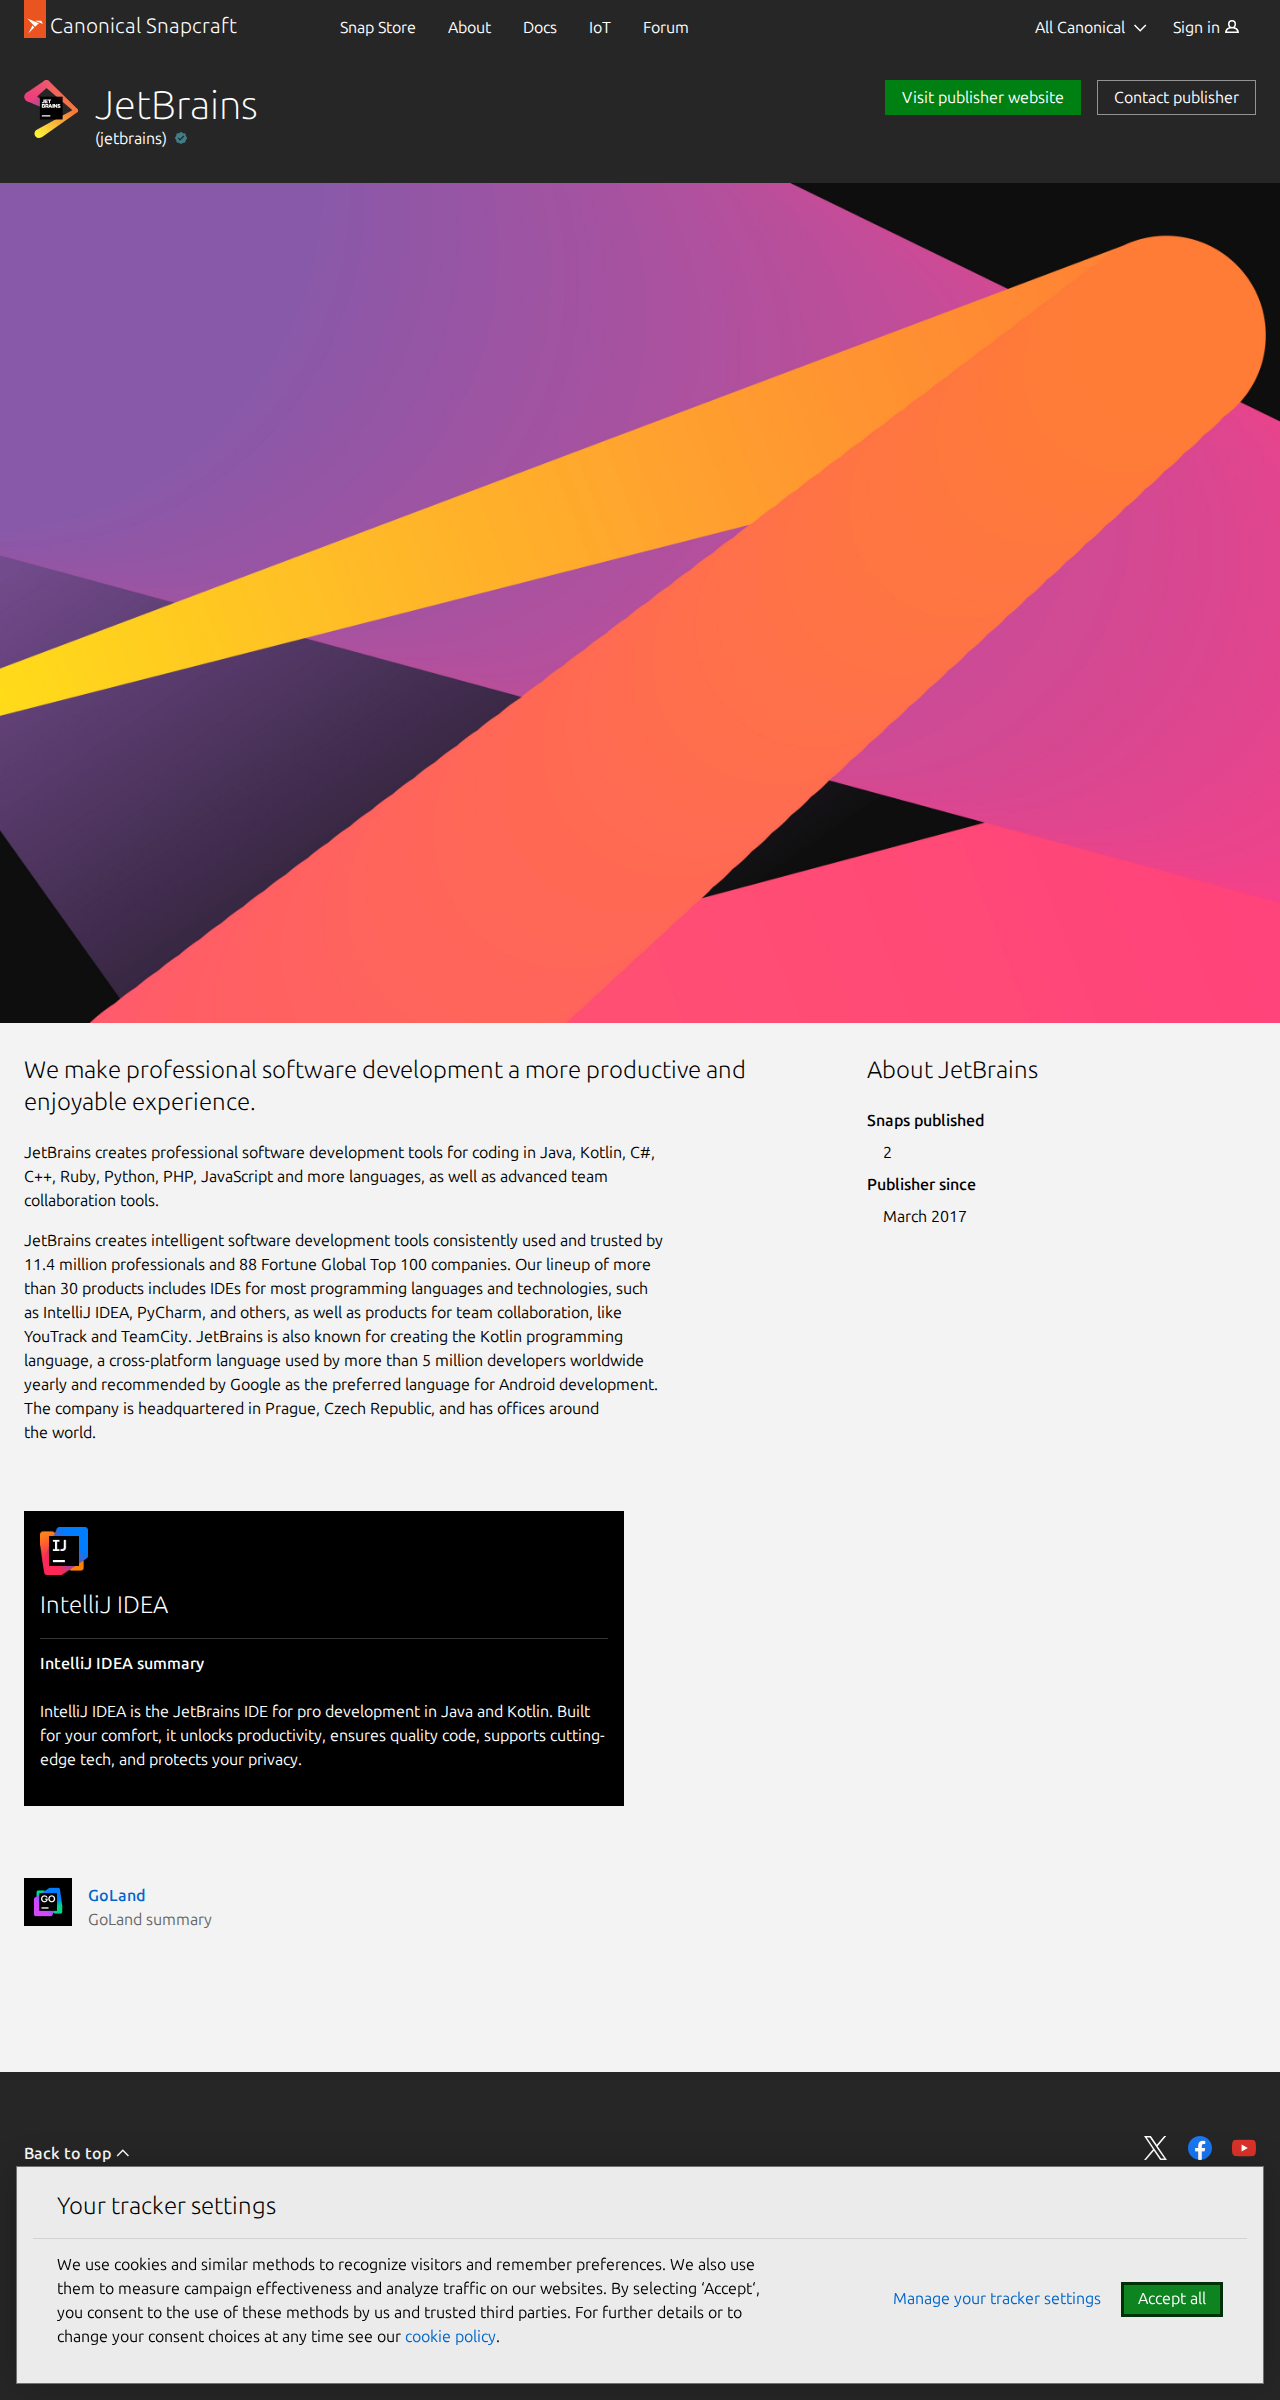 Canonical Snapcraft
Snap Store
About
Docs
IoT
Forum
All Canonical
Sign in
JET
BRAINS
JetBrains
(jetbrains)
Visit publisher website
Contact publisher
We make professional software development a more productive and
enjoyable experience.
JetBrains creates professional software development tools for coding in Java, Kotlin, C#,
C++, Ruby, Python, PHP, JavaScript and more languages, as well as advanced team
collaboration tools.
JetBrains creates intelligent software development tools consistently used and trusted by
11.4 million professionals and 88 Fortune Global Top 100 companies. Our lineup of more
than 30 products includes IDEs for most programming languages and technologies, such
as IntelliJ IDEA, PyCharm, and others, as well as products for team collaboration, like
YouTrack and TeamCity. JetBrains is also known for creating the Kotlin programming
language, a cross-platform language used by more than 5 million developers worldwide
yearly and recommended by Google as the preferred language for Android development.
The company is headquartered in Prague, Czech Republic, and has offices around
the world.
About JetBrains
Snaps published
2
Publisher since
March 2017
IJ
IntelliJ IDEA
IntelliJ IDEA summary
IntelliJ IDEA is the JetBrains IDE for pro development in Java and Kotlin. Built
for your comfort, it unlocks productivity, ensures quality code, supports cutting-
edge tech, and protects your privacy.
GO
GoLand
GoLand summary
Back to top
Your tracker settings
We use cookies and similar methods to recognize visitors and remember preferences. We also use
them to measure campaign effectiveness and analyze traffic on our websites. By selecting ‘Accept‘,
you consent to the use of these methods by us and trusted third parties. For further details or to
change your consent choices at any time see our cookie policy.
Manage your tracker settings
Accept all